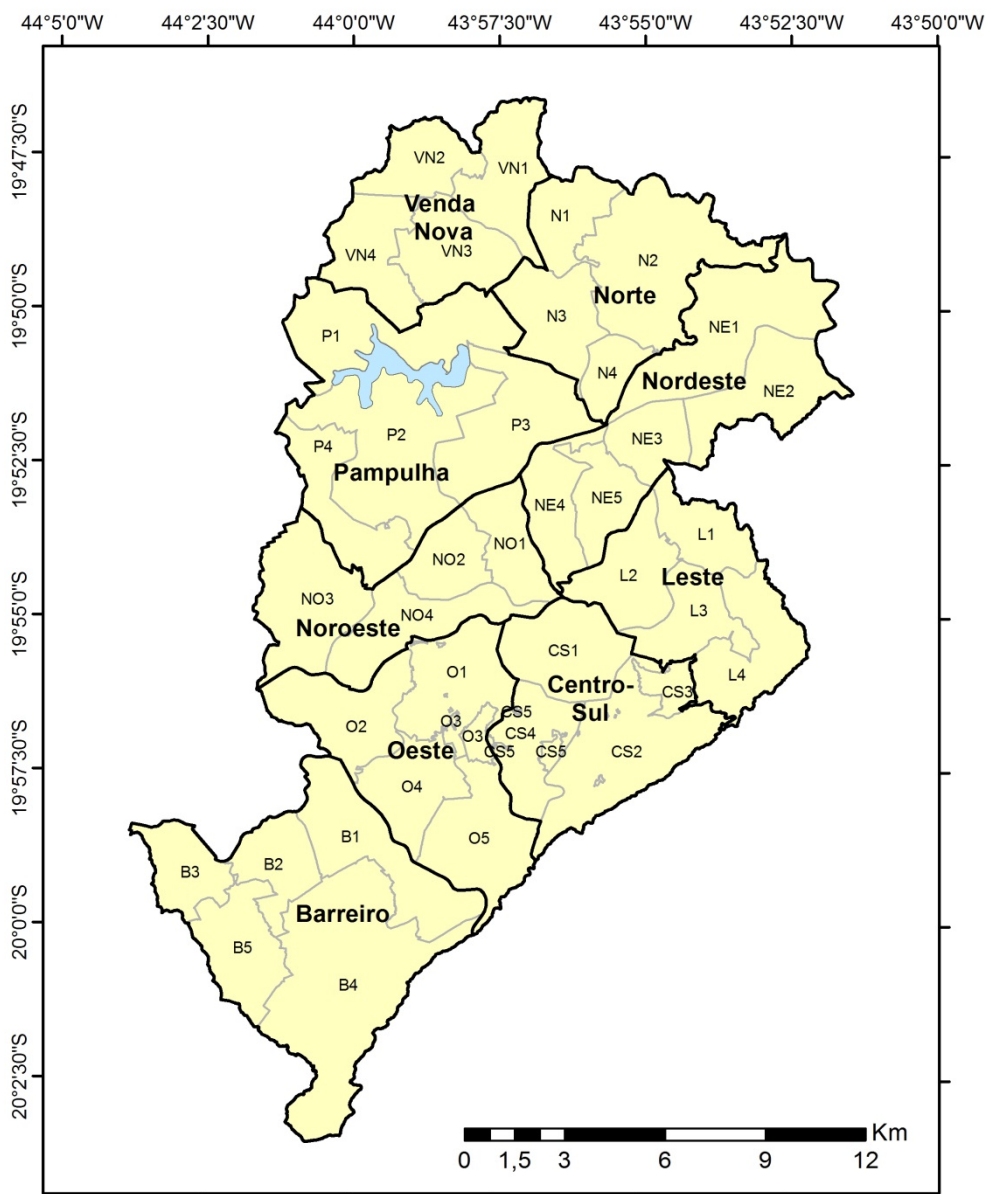 44°5'0"W 44°2'30"W 44°0'0"W 43°57'30"W 43°55'0"W 43°52'30"W 43°50'0"W
19°47'30"S
19°50'0"S
19°52'30"S
19°55'0"S
19°57'30"S
20°0'0"S
20°2'30"S
VN2
VN1
Venda
Nova
VN4
VN3
N1
N2
Norte
N3
N4
NE1
Nordeste
NE2
NE3
NE4
NE5
P1
P2
P3
P4
Pampulha
NO1
NO2
NO3
NO4
Noroeste
L1
L2
Leste
L3
L4
CS1
Centro-
Sul
CS3
CS5
CS4
CS5
CS5
CS2
O1
O2
O3
O3
Oeste
O4
O5
B1
B2
B3
Barreiro
B5
B4
Km
0 1,5 3 6 9 12